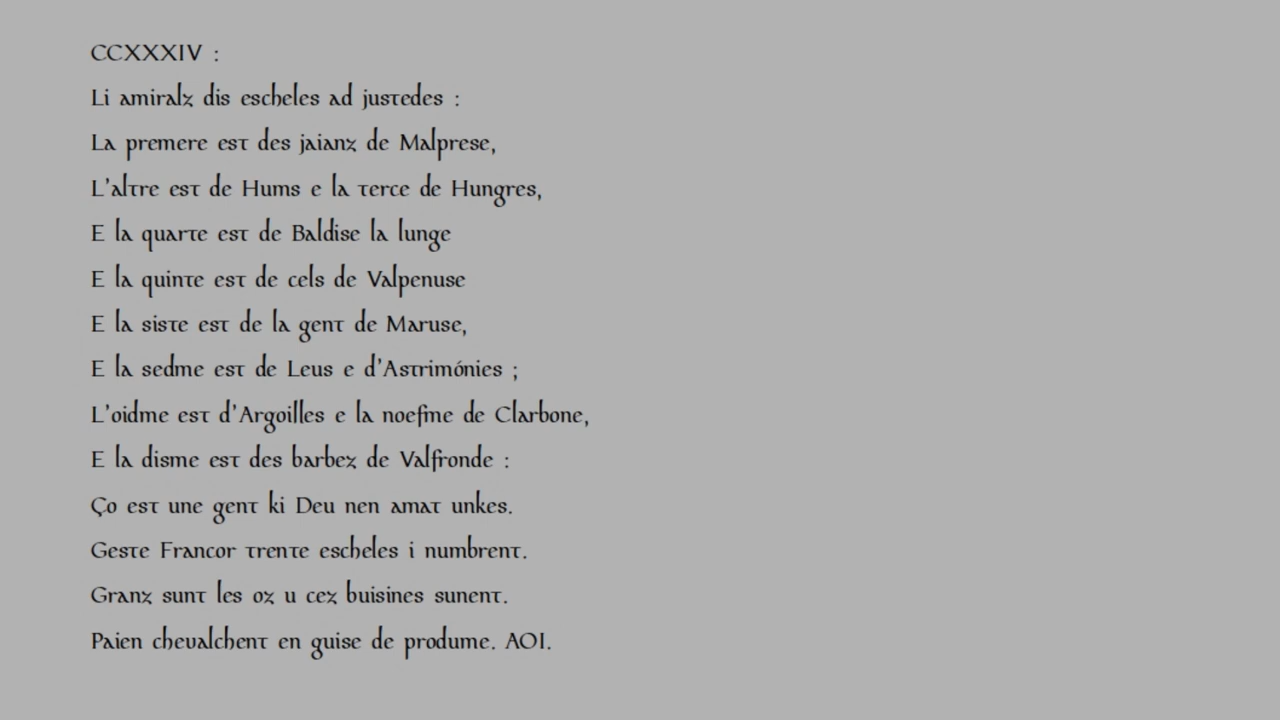 CCXXXIV :
Li amiralz dis escheles ad justedes :
La premere est des jaianz de Malprese,
L'altre est de Hums e la terce de Hungres,
E la quarte est de Baldise la lunge
E la quinte est de cels de Valpenuse
E la siste est de la gent de Maruse,
E la sedme est de Leus e d'Astrimónies ;
L'oidme est d'Argoilles e la noefme de Clarbone,
E la disme est des barbez de Valfronde :
Ço est une gent ki Deu nen amat unkes.
Geste Francor trente escheles i numbrent.
Granz sunt les oz u cez buisines sunent.
Paien chevalchent en guise de produme. AOI.